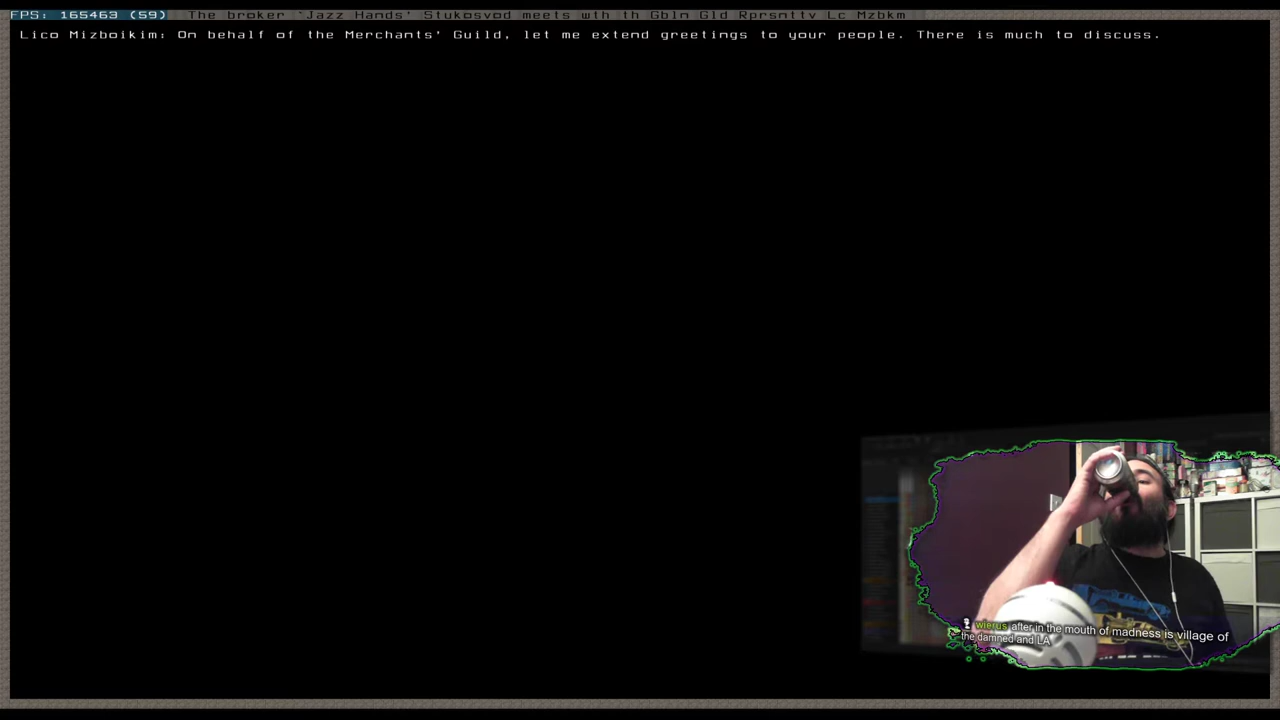 FPS: 165463 (59) The broker `Jazz Hands' Stukosvod meets wth th Gbln Gld Rprsnttv Lc Mzbkm
Lico Mizboikim: On behalf of the Merchants' Guild, let me extend greetings to your people. There is much to discuss.
wierus after in the mouth of madness is village of
the damned and LA